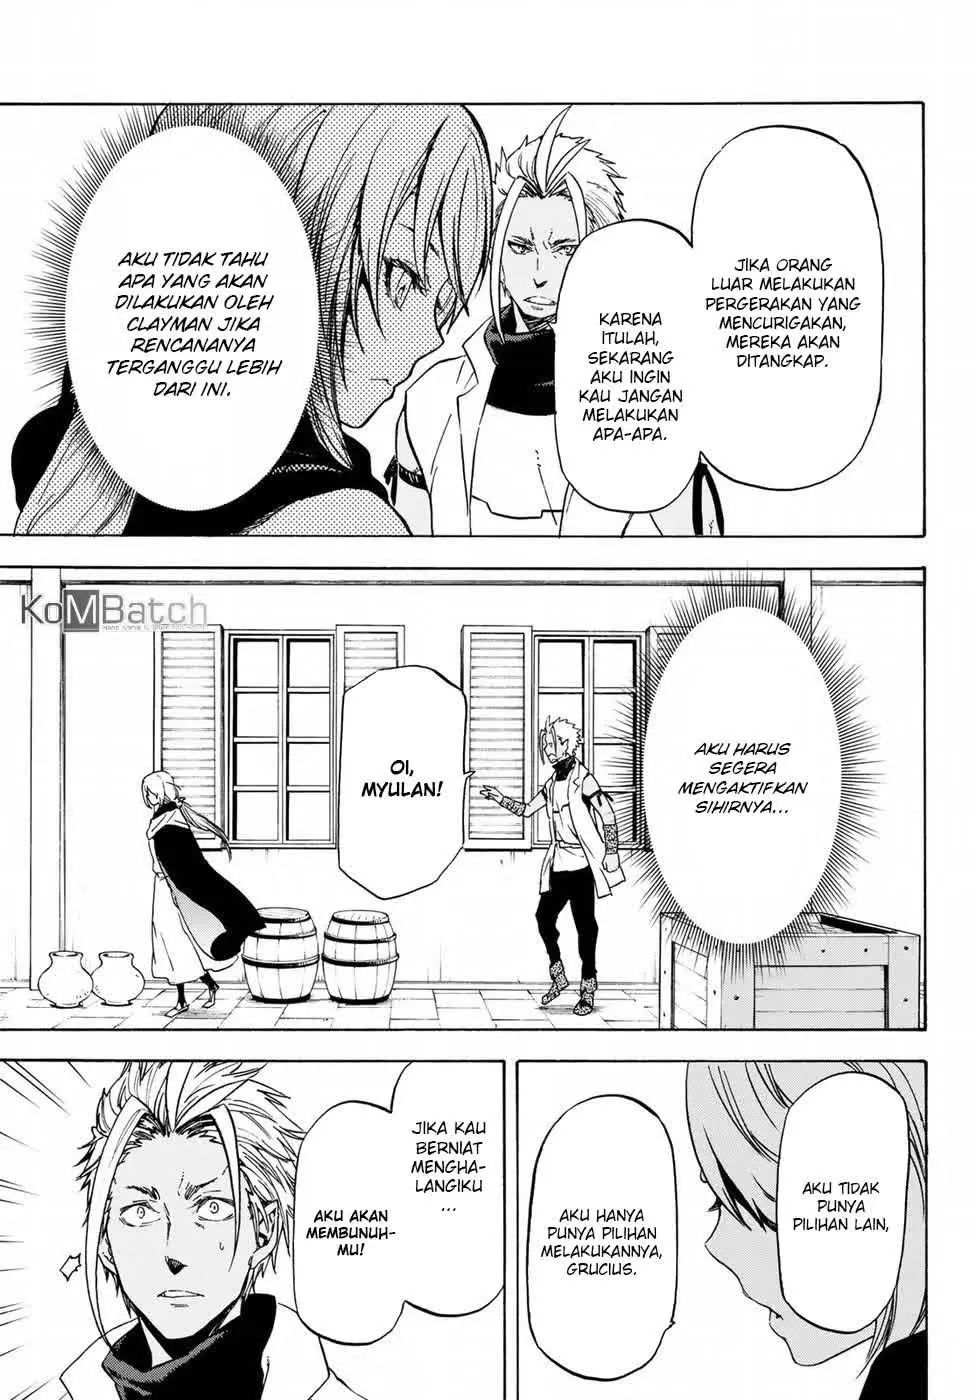 JIKA ORANG
LUAR MELAKUKAN
PERGERAKAN YANG
MENCURIGAKAN,
MEREKA AKAN
DITANGKAP.
KARENA
ITULAH,
SEKARANG
AKU INGIN
KAU JANGAN
MELAKUKAN
APA-APA.
AKU TIDAK TAHU
APA YANG AKAN
DILAKUKAN OLEH
CLAYMAN JIKA
RENCANANYA
TERGANGGU LEBIH
DARI INI.
KoMBatch
AKU HARUS
SEGERA
MENGAKTIFKAN
SIHIRNYA...
OI,
MYULAN!
AKU TIDAK
PUNYA
PILIHAN LAIN,
AKU HANYA
PUNYA PILIHAN
MELAKUKANNYA,
GRUCIUS.
JIKA KAU
BERNIAT
MENGHA-
LANGIKU
...
AKU AKAN
MEMBUNUH-
MU!